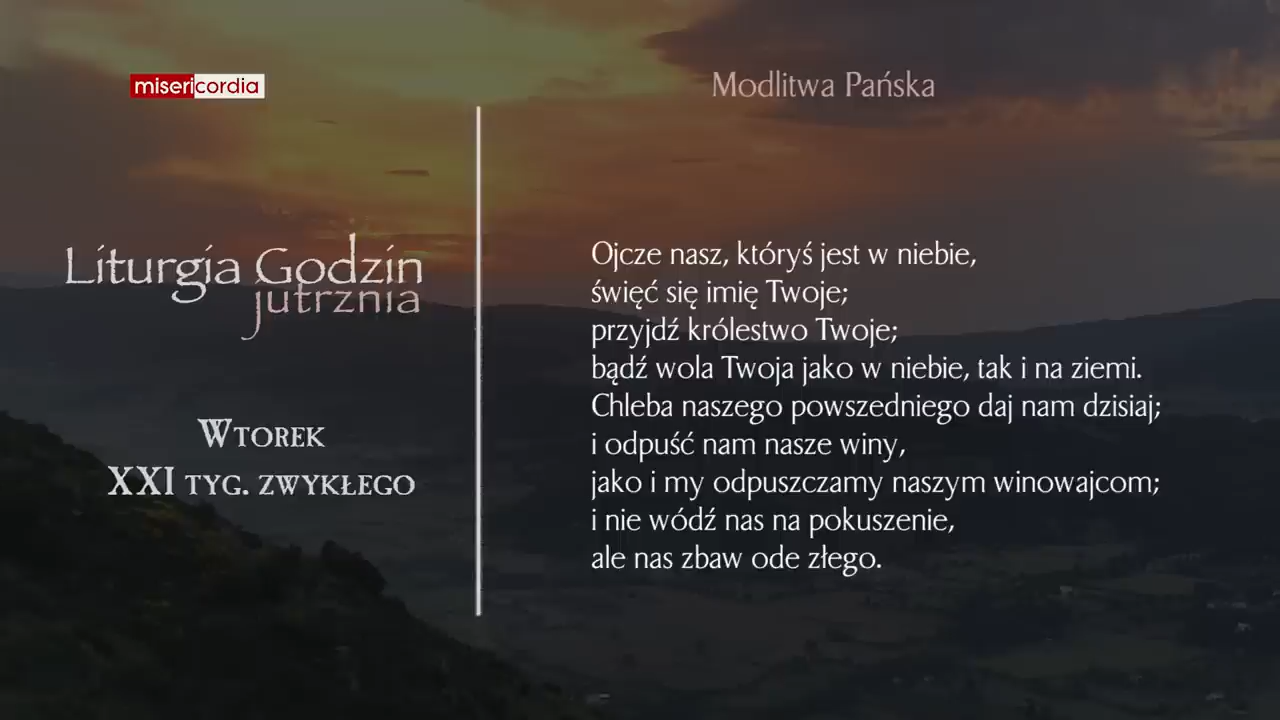 misericordia
Modlitwa Pańska
Liturgia Godzin
jutrznia
Wtorek
XXI tyg. zwykłego
Ojcze nasz, któryś jest w niebie,
święć się imię Twoje;
przyjdź królestwo Twoje;
bądź wola Twoja jako w niebie, tak i na ziemi.
Chleba naszego powszedniego daj nam dzisiaj;
i odpuść nam nasze winy,
jako i my odpuszczamy naszym winowajcom;
i nie wódź nas na pokuszenie,
ale nas zbaw ode złego.